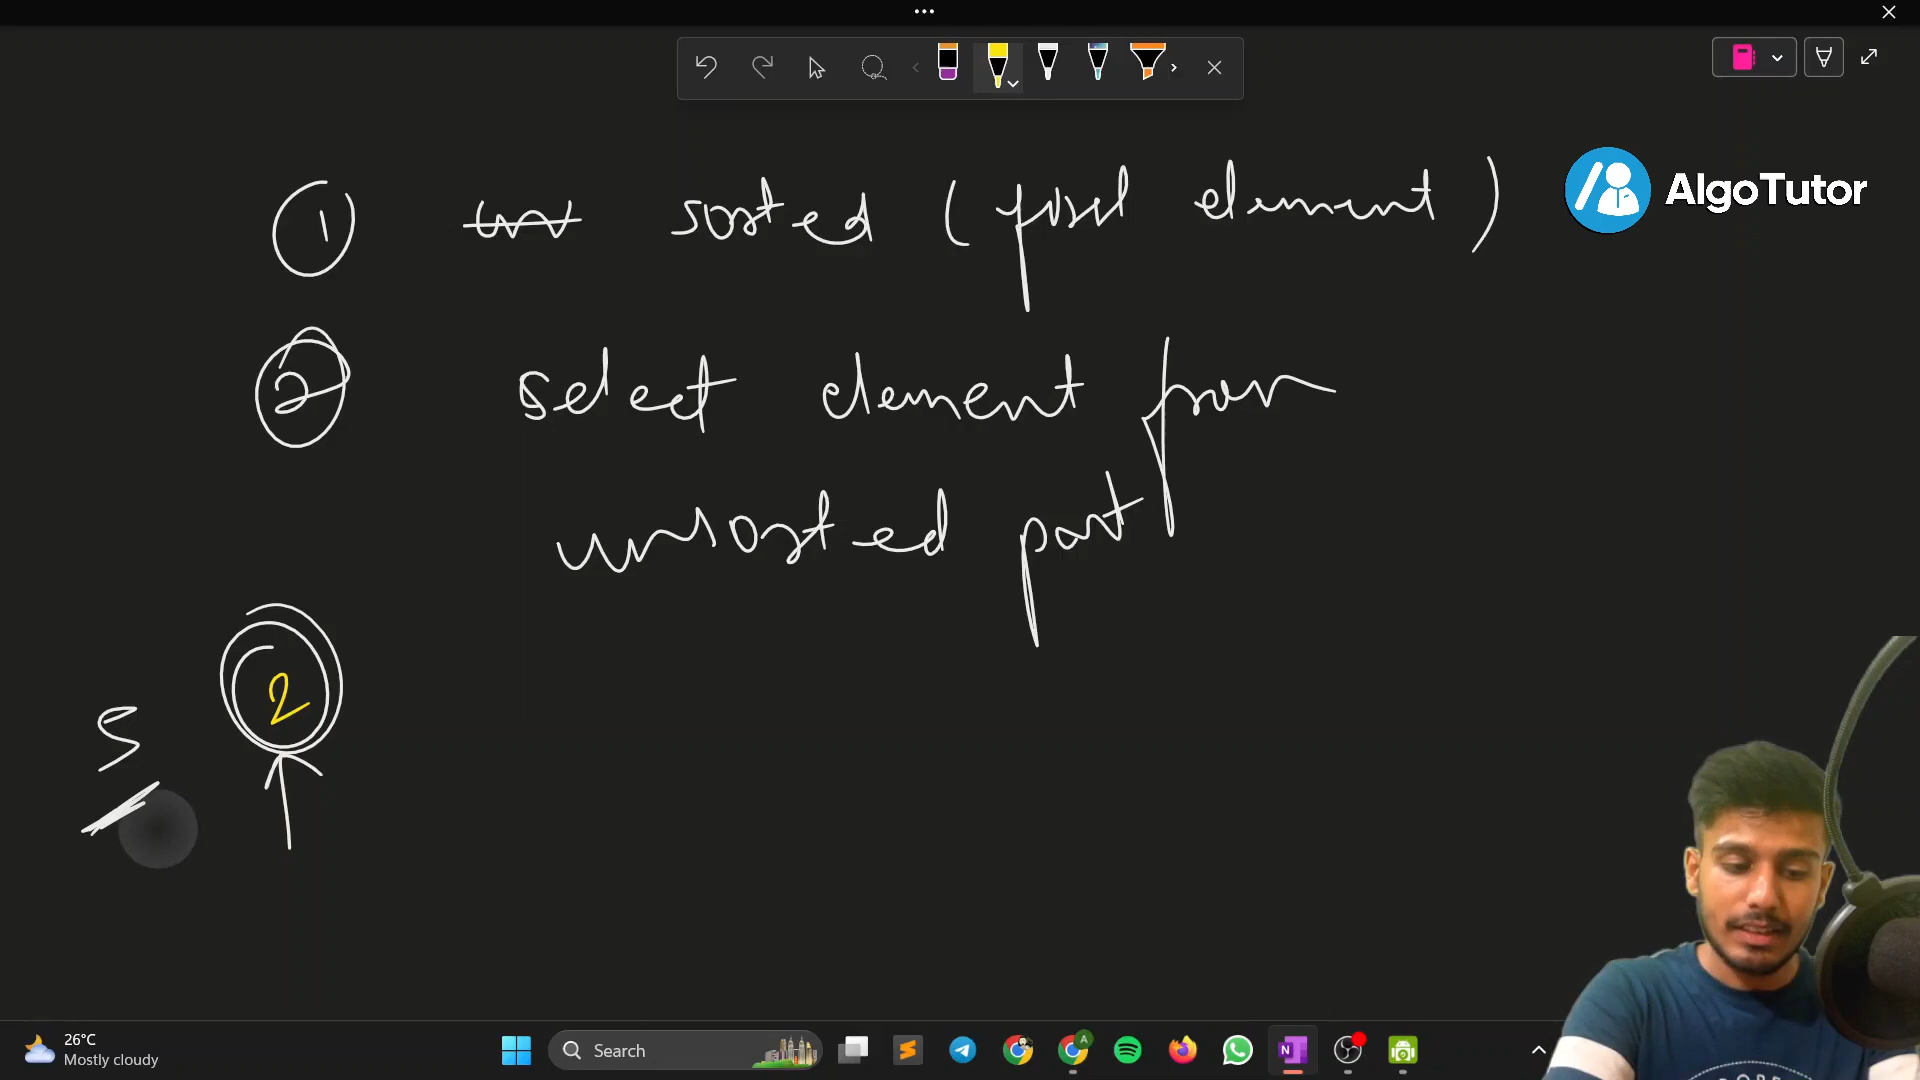 AlgoTutor
① sorted (first element)
② select element from
unsorted part
5 2
26°C
Mostly cloudy
Search
A